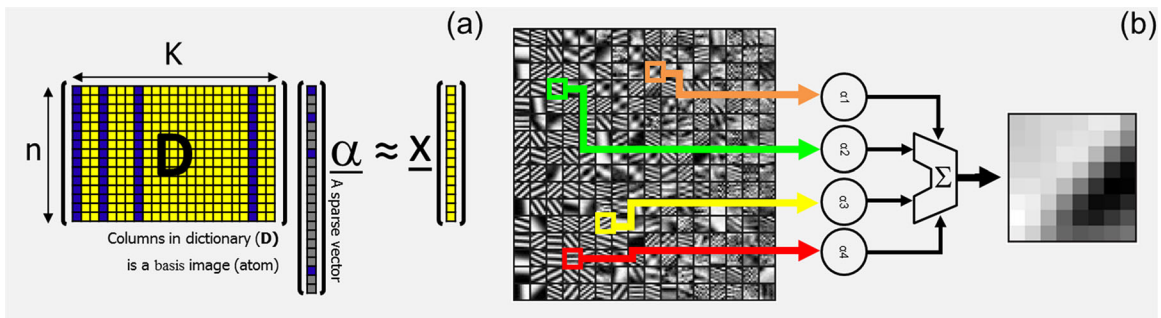 (a)
K
n
D
α ≈ X
A sparse vector
Columns in dictionary (D)
is a basis image (atom)
(b)
α1
α2
α3
α4
Σ